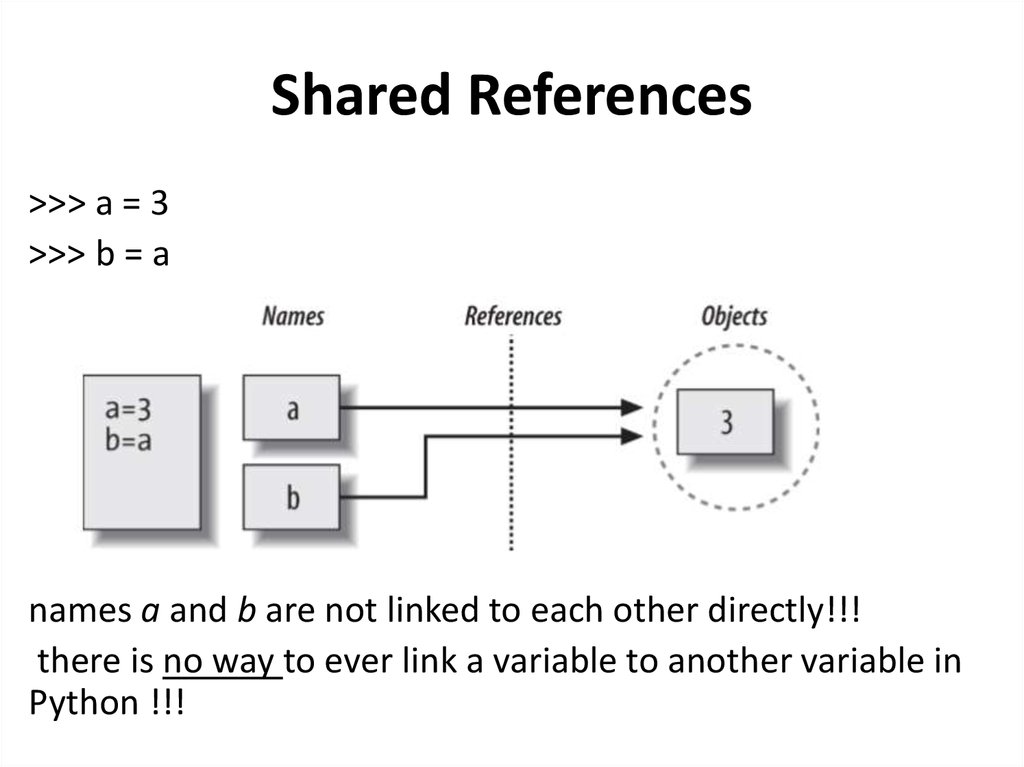 Shared References
>>> a = 3
>>> b = a
Names References Objects
a=3
b=a
a
3
b
names a and b are not linked to each other directly!!!
there is no way to ever link a variable to another variable in
Python !!!